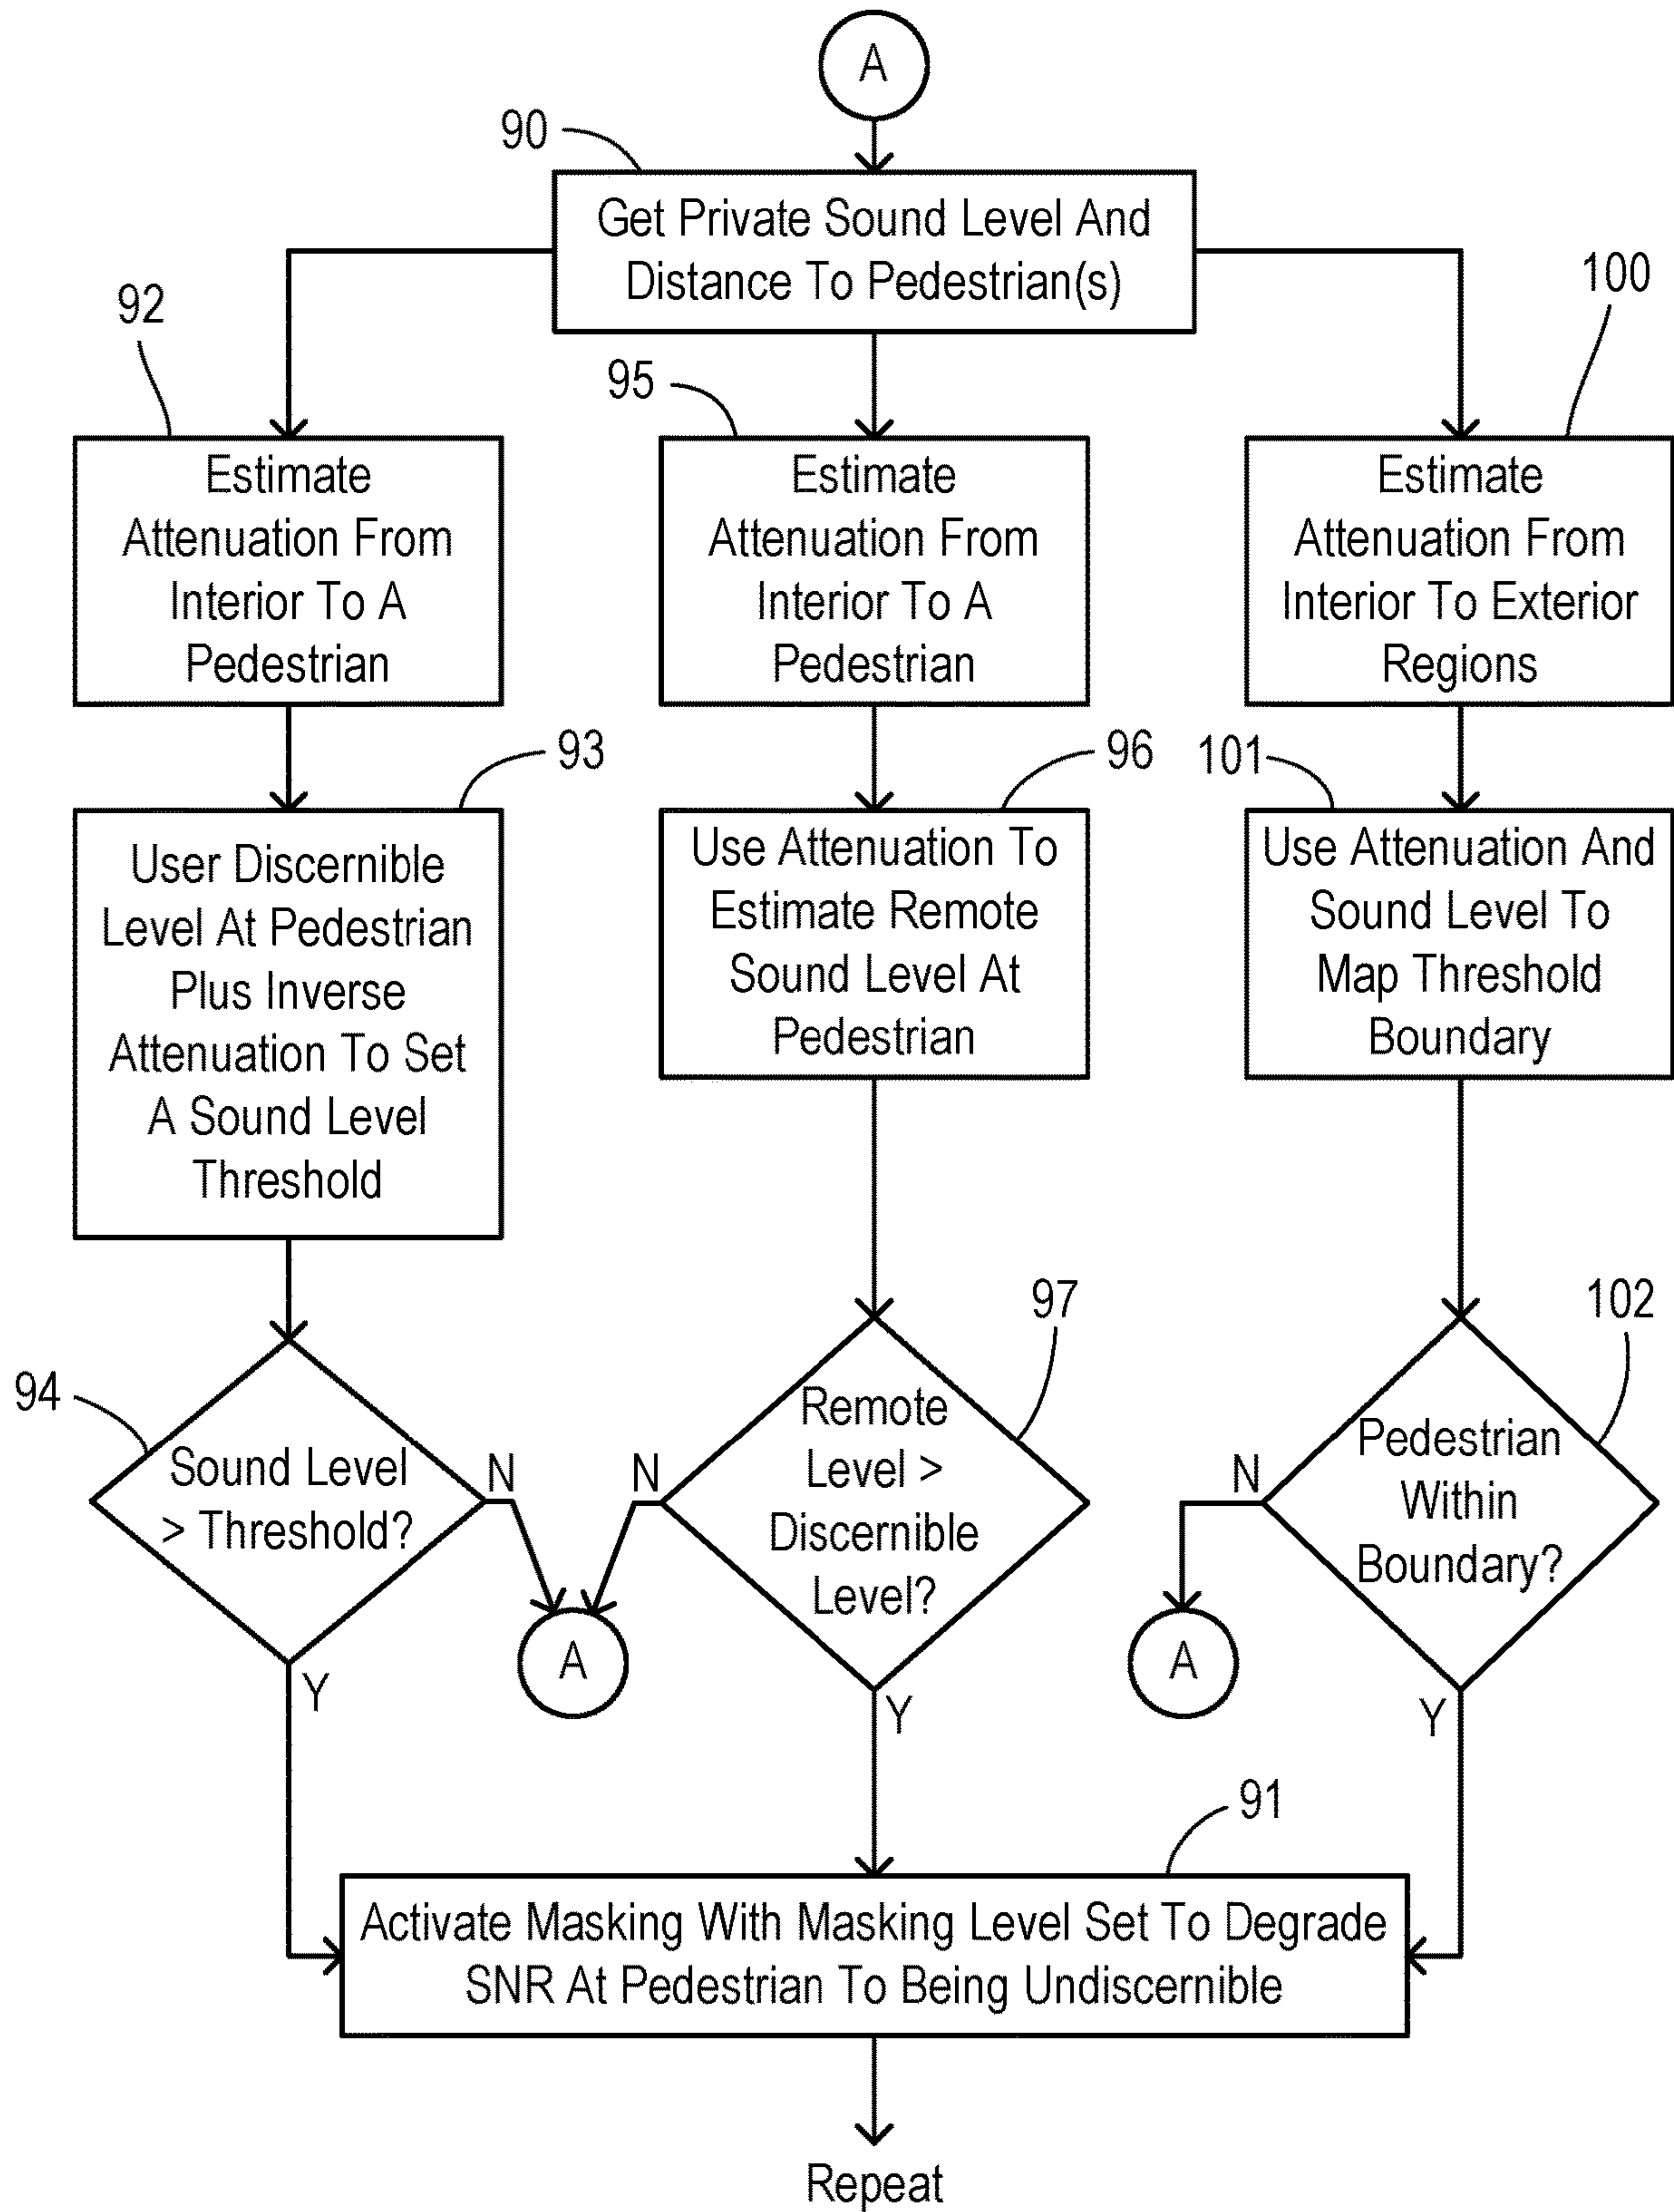 A
90
Get Private Sound Level And
Distance To Pedestrian(s)
92
Estimate
Attenuation From
Interior To A
Pedestrian
95
Estimate
Attenuation From
Interior To A
Pedestrian
100
Estimate
Attenuation From
Interior To Exterior
Regions
93
User Discernible
Level At Pedestrian
Plus Inverse
Attenuation To Set
A Sound Level
Threshold
96
Use Attenuation To
Estimate Remote
Sound Level At
Pedestrian
101
Use Attenuation And
Sound Level To
Map Threshold
Boundary
94
Sound Level
> Threshold?
N
Y
97
Remote
Level >
Discernible
Level?
N
Y
102
Pedestrian
Within
Boundary?
N
Y
A
A
91
Activate Masking With Masking Level Set To Degrade
SNR At Pedestrian To Being Undiscernible
Repeat